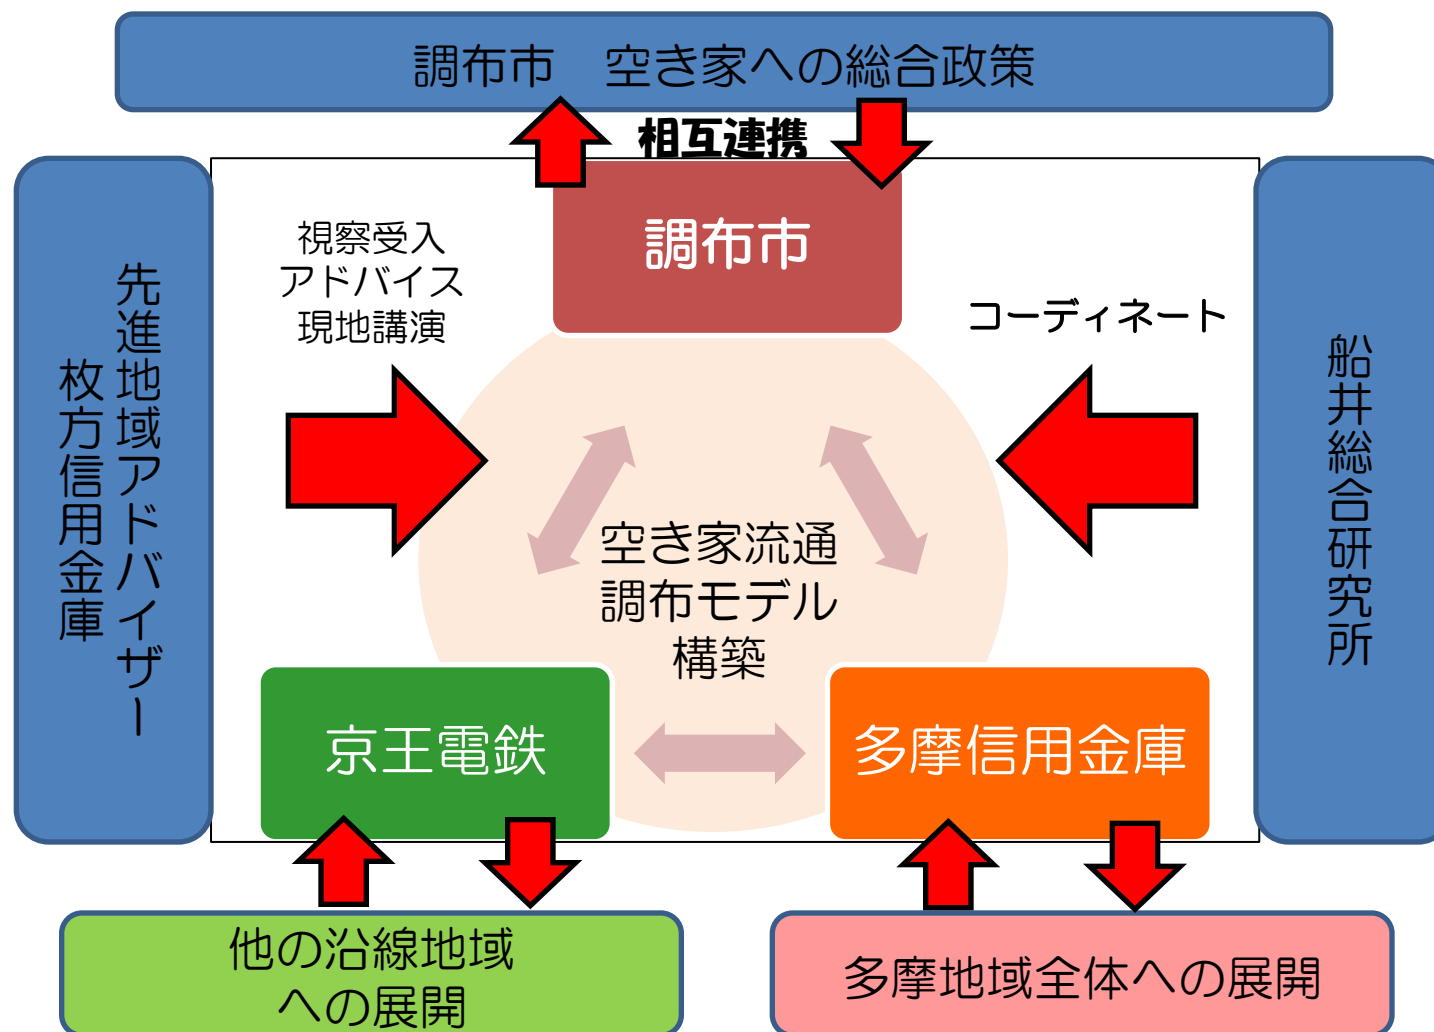 調布市　空き家への総合政策
相互連携
調布市
視察受入
アドバイス
現地講演
コーディネート
先進地域アドバイザー
枚方信用金庫
船井総合研究所
空き家流通
調布モデル
構築
京王電鉄
多摩信用金庫
他の沿線地域
への展開
多摩地域全体への展開